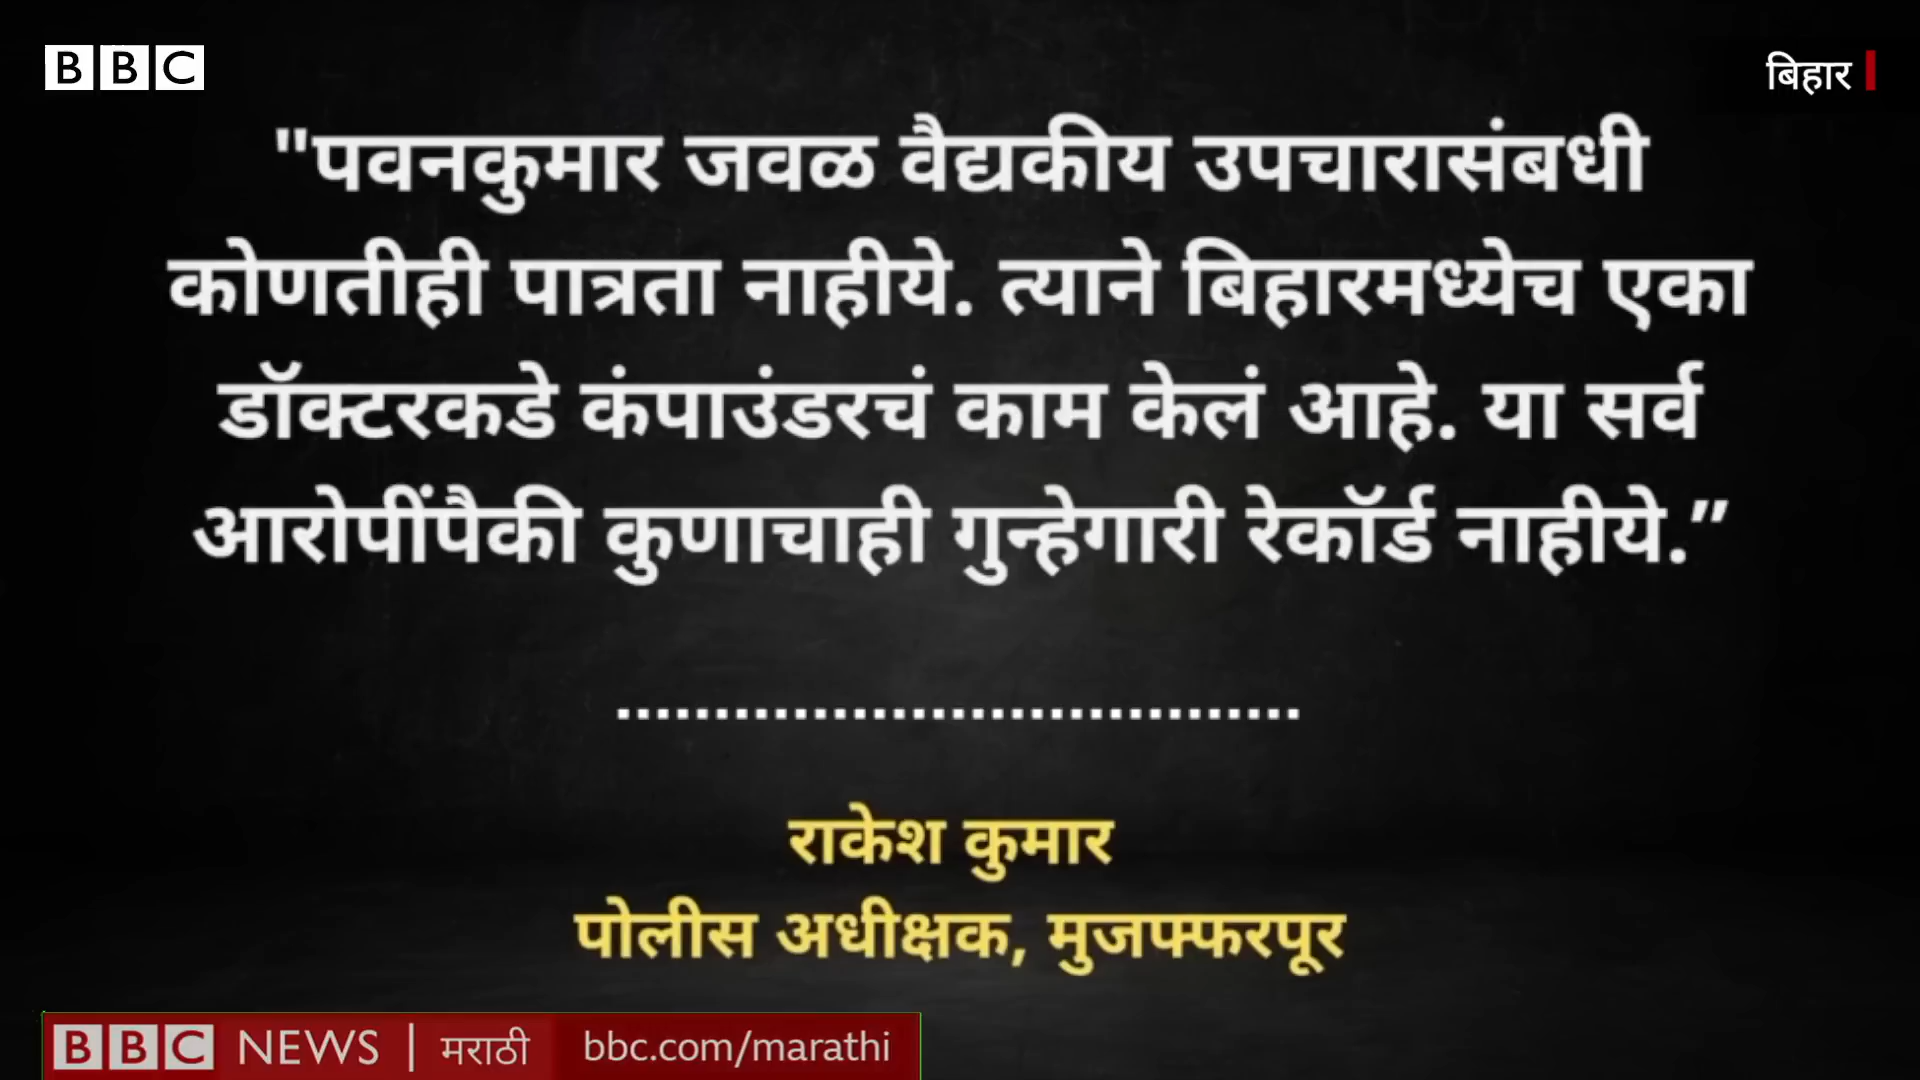 BBC
बिहार
"पवनकुमार जवळ वैद्यकीय उपचारासंबधी
कोणतीही पात्रता नाहीये. त्याने बिहारमध्येच एका
डॉक्टरकडे कंपाउंडरचं काम केलं आहे. या सर्व
आरोपींपैकी कुणाचाही गुन्हेगारी रेकॉर्ड नाहीये.”
...................................
राकेश कुमार
पोलीस अधीक्षक, मुजफ्फरपूर
BBC NEWS | मराठी bbc.com/marathi